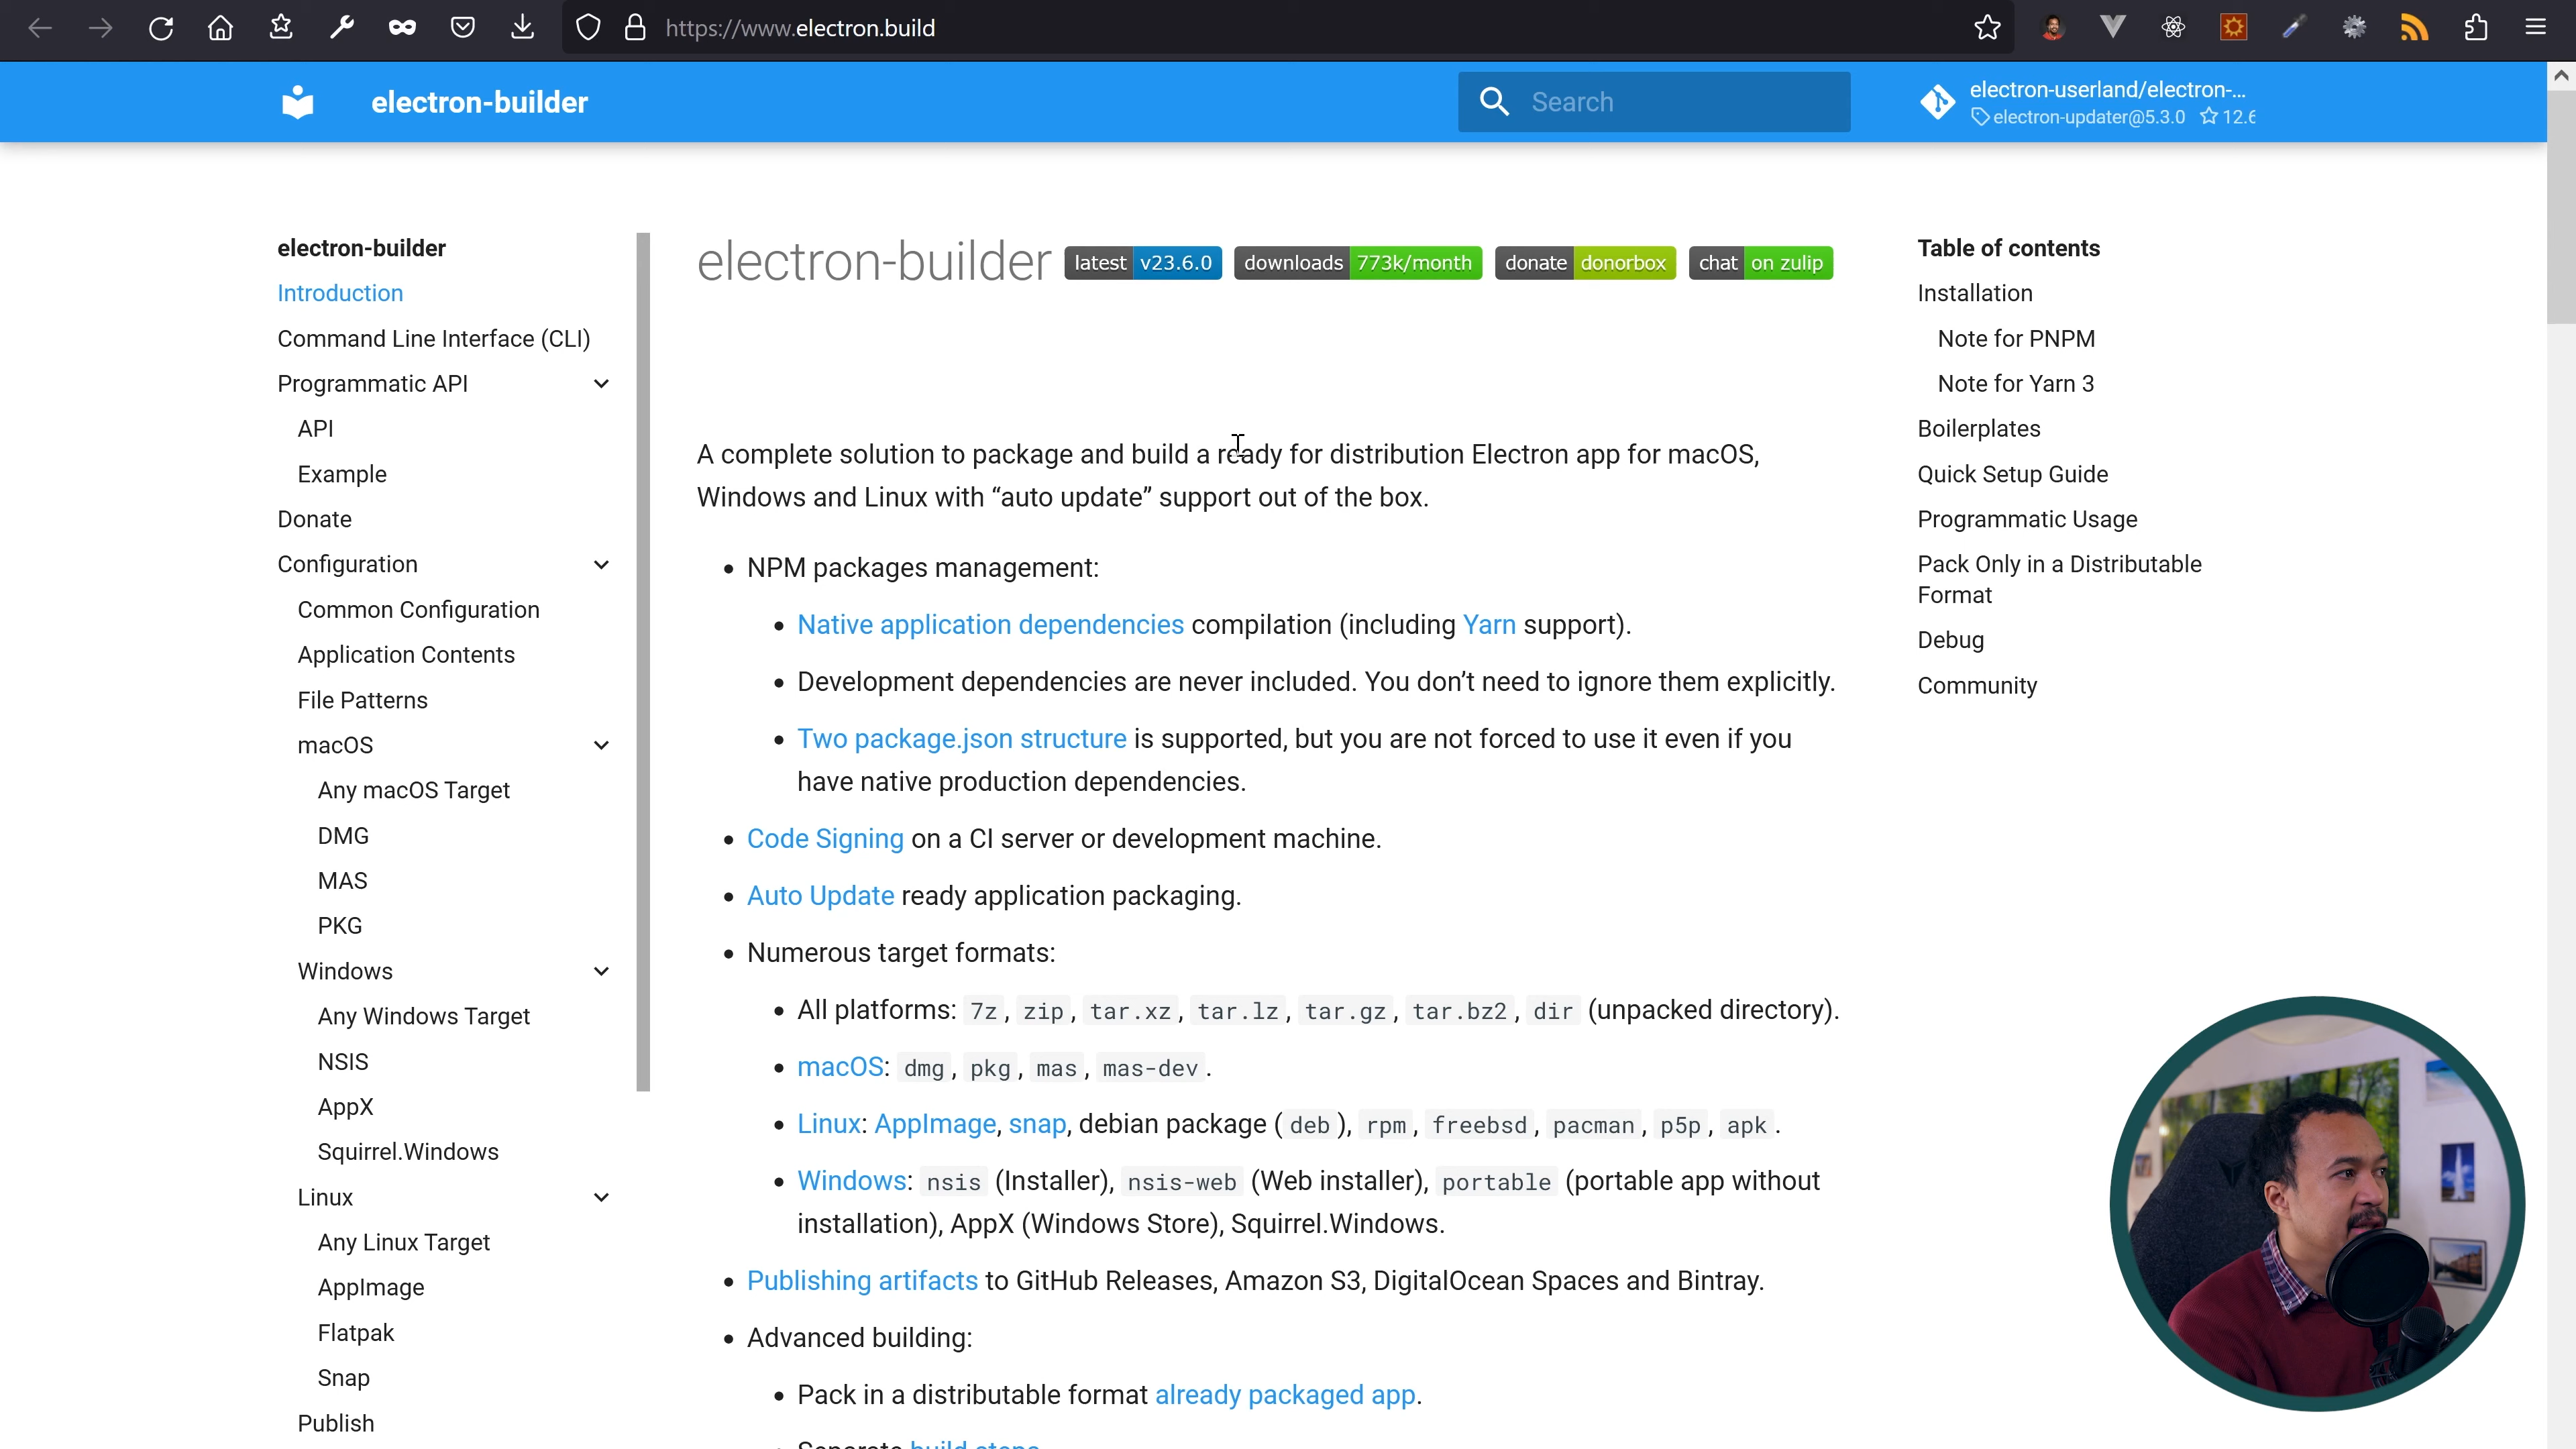 https://www.electron.build
electron-builder
Search
electron-userland/electron-...
electron-updater@5.3.0
electron-builder
Introduction
Command Line Interface (CLI)
Programmatic API
API
Example
Donate
Configuration
Common Configuration
Application Contents
File Patterns
macOS
Any macOS Target
DMG
MAS
PKG
Windows
Any Windows Target
NSIS
AppX
Squirrel.Windows
Linux
Any Linux Target
AppImage
Flatpak
Snap
Publish
electron-builder latest v23.6.0 downloads 773k/month donate donorbox chat on zulip
A complete solution to package and build a ready for distribution Electron app for macOS,
Windows and Linux with “auto update” support out of the box.
NPM packages management:
Native application dependencies compilation (including Yarn support).
Development dependencies are never included. You don’t need to ignore them explicitly.
Two package.json structure is supported, but you are not forced to use it even if you
have native production dependencies.
Code Signing on a CI server or development machine.
Auto Update ready application packaging.
Numerous target formats:
All platforms: 7z, zip, tar.xz, tar.lz, tar.gz, tar.bz2, dir (unpacked directory).
macOS: dmg, pkg, mas, mas-dev.
Linux: AppImage, snap, debian package (deb), rpm, freebsd, pacman, p5p, apk.
Windows: nsis (Installer), nsis-web (Web installer), portable (portable app without
installation), AppX (Windows Store), Squirrel.Windows.
Publishing artifacts to GitHub Releases, Amazon S3, DigitalOcean Spaces and Bintray.
Advanced building:
Pack in a distributable format already packaged app.
Separate build steps.
Table of contents
Installation
Note for PNPM
Note for Yarn 3
Boilerplates
Quick Setup Guide
Programmatic Usage
Pack Only in a Distributable
Format
Debug
Community